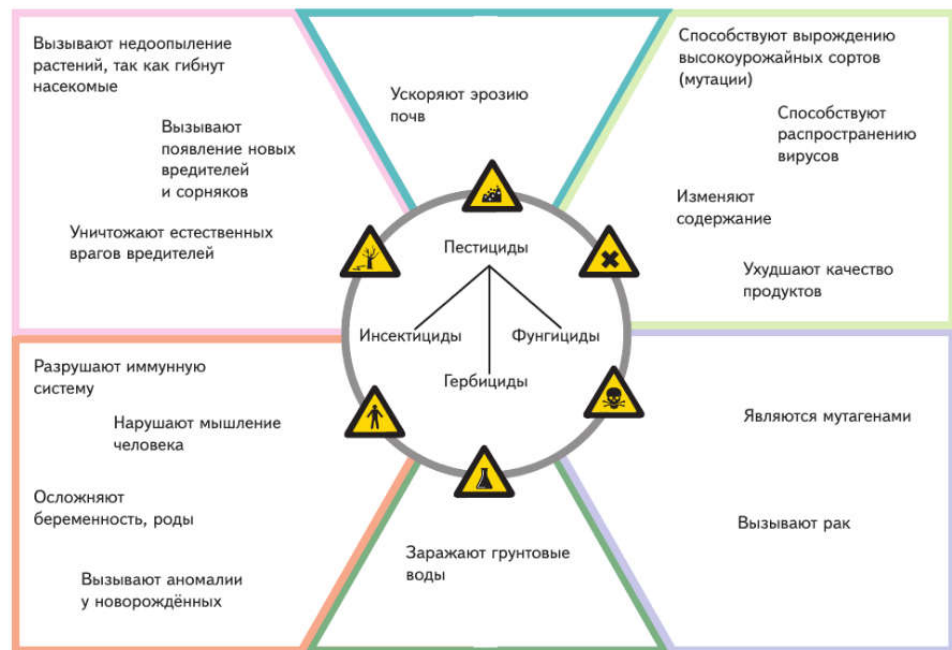 Вызывают недоопыление
растений, так как гибнут
насекомые
Вызывают
появление новых
вредителей
и сорняков
Уничтожают естественных
врагов вредителей
Ускоряют эрозию
почв
Способствуют вырождению
высокоурожайных сортов
(мутации)
Способствуют
распространению
вирусов
Изменяют
содержание
Ухудшают качество
продуктов
Пестициды
Инсектициды
Фунгициды
Гербициды
Разрушают иммунную
систему
Нарушают мышление
человека
Осложняют
беременность, роды
Вызывают аномалии
у новорождённых
Заражают грунтовые
воды
Являются мутагенами
Вызывают рак